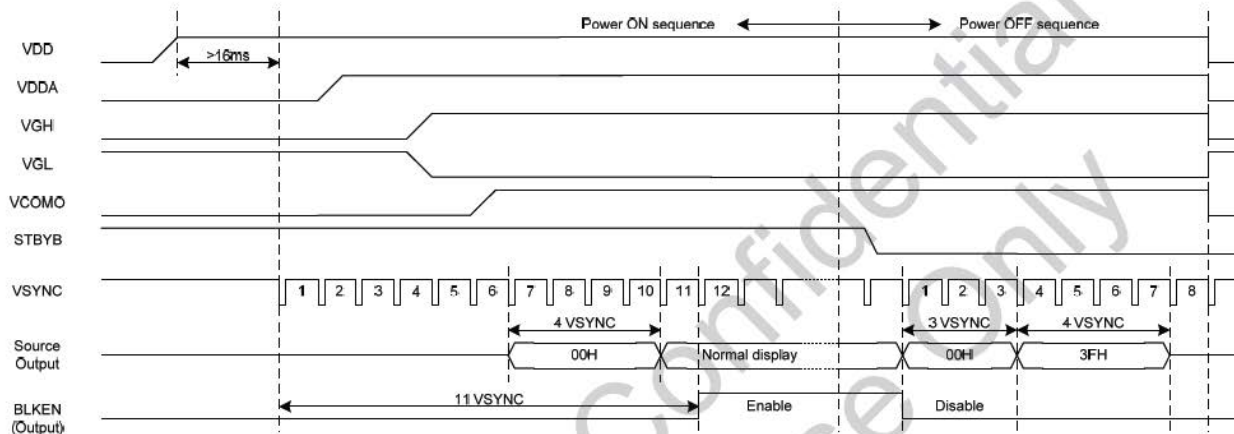 Power ON sequence Power OFF sequence
VDD
>16ms
VDDA
VGH
VGL
VCOMO
STBYB
VSYNC 1 2 3 4 5 6 7 8 9 10 11 12 1 2 3 4 5 6 7 8
4 VSYNC 3 VSYNC 4 VSYNC
Source
Output
00H Normal display 00H 3FH
11 VSYNC
BLKEN
(Output)
Enable Disable
Confidential
Only